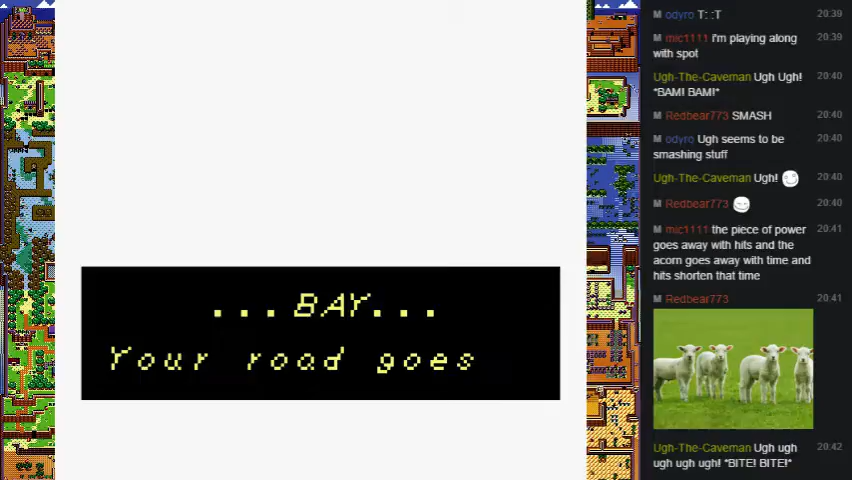 ...BAY...
Your road goes
M odyro T::T 20:39
M mic1111 i'm playing along 20:39
with spot
Ugh-The-Caveman Ugh Ugh! 20:40
*BAM! BAM!*
M Redbear773 SMASH 20:40
M odyro Ugh seems to be 20:40
smashing stuff
Ugh-The-Caveman Ugh! 20:40
M Redbear773 20:40
M mic1111 the piece of power 20:41
goes away with hits and the
acorn goes away with time and
hits shorten that time
M Redbear773 20:41
Ugh-The-Caveman Ugh ugh 20:42
ugh ugh ugh! *BITE! BITE!*